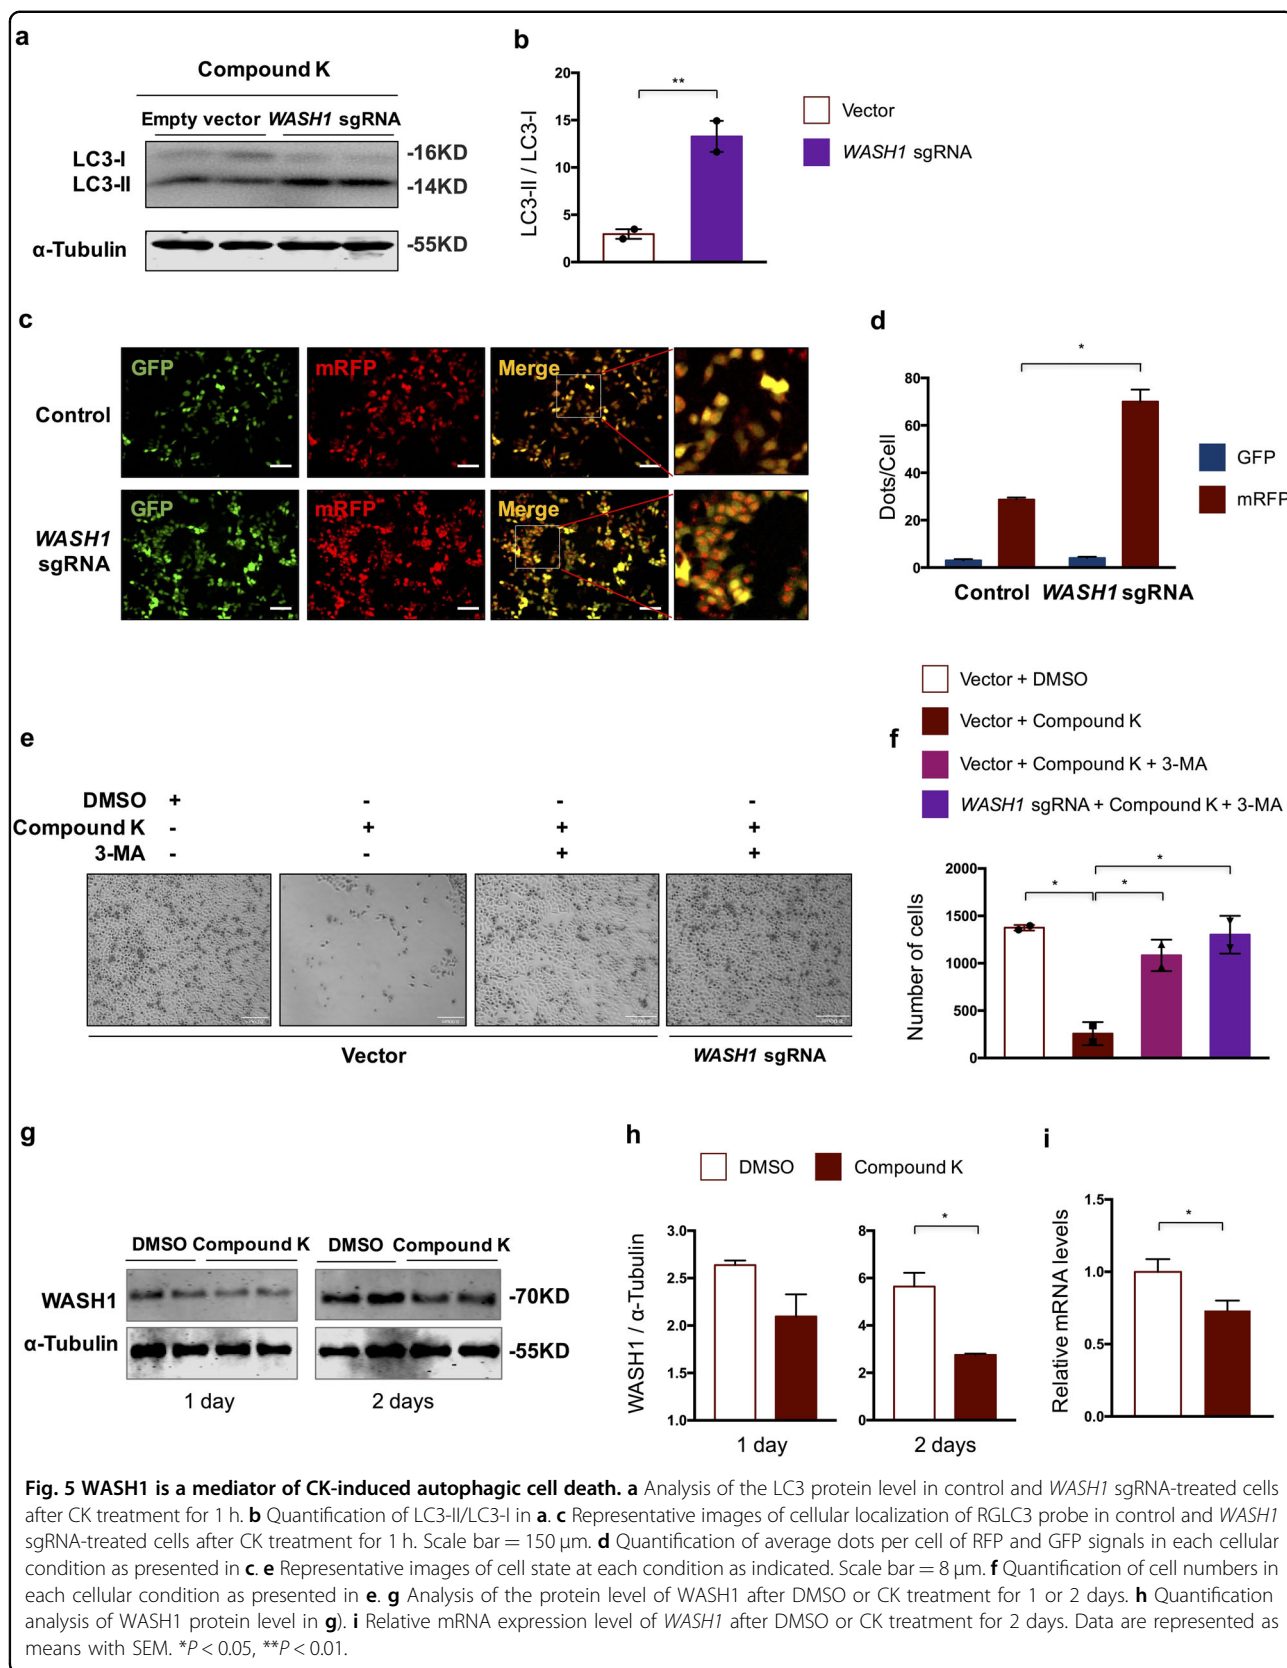 a
Compound K
Empty vector WASH1 sgRNA
LC3-I
-16KD
LC3-II
-14KD
α-Tubulin
-55KD
b
LC3-II / LC3-I
20
15
10
5
0
**
Vector
WASH1 sgRNA
c
GFP
mRFP
Merge
Control
GFP
mRFP
Merge
WASH1
sgRNA
d
Dots/Cell
80
60
40
20
0
*
Control WASH1 sgRNA
GFP
mRFP
e
DMSO + - - -
Compound K - + + +
3-MA - - + +
Vector
WASH1 sgRNA
f
Vector + DMSO
Vector + Compound K
Vector + Compound K + 3-MA
WASH1 sgRNA + Compound K + 3-MA
Number of cells
2000
1500
1000
500
0
* * *
g
DMSO Compound K DMSO Compound K
WASH1
-70KD
α-Tubulin
-55KD
1 day
2 days
h
DMSO
Compound K
WASH1 / α-Tubulin
3.0
2.5
2.0
1.5
1.0
1 day
8
6
4
2
0
*
2 days
i
Relative mRNA levels
1.5
1.0
0.5
0.0
*
Fig. 5 WASH1 is a mediator of CK-induced autophagic cell death. a Analysis of the LC3 protein level in control and WASH1 sgRNA-treated cells
after CK treatment for 1 h. b Quantification of LC3-II/LC3-I in a. c Representative images of cellular localization of RGLC3 probe in control and WASH1
sgRNA-treated cells after CK treatment for 1 h. Scale bar = 150 μm. d Quantification of average dots per cell of RFP and GFP signals in each cellular
condition as presented in c. e Representative images of cell state at each condition as indicated. Scale bar = 8 μm. f Quantification of cell numbers in
each cellular condition as presented in e. g Analysis of the protein level of WASH1 after DMSO or CK treatment for 1 or 2 days. h Quantification
analysis of WASH1 protein level in g). i Relative mRNA expression level of WASH1 after DMSO or CK treatment for 2 days. Data are represented as
means with SEM. *P < 0.05, **P < 0.01.